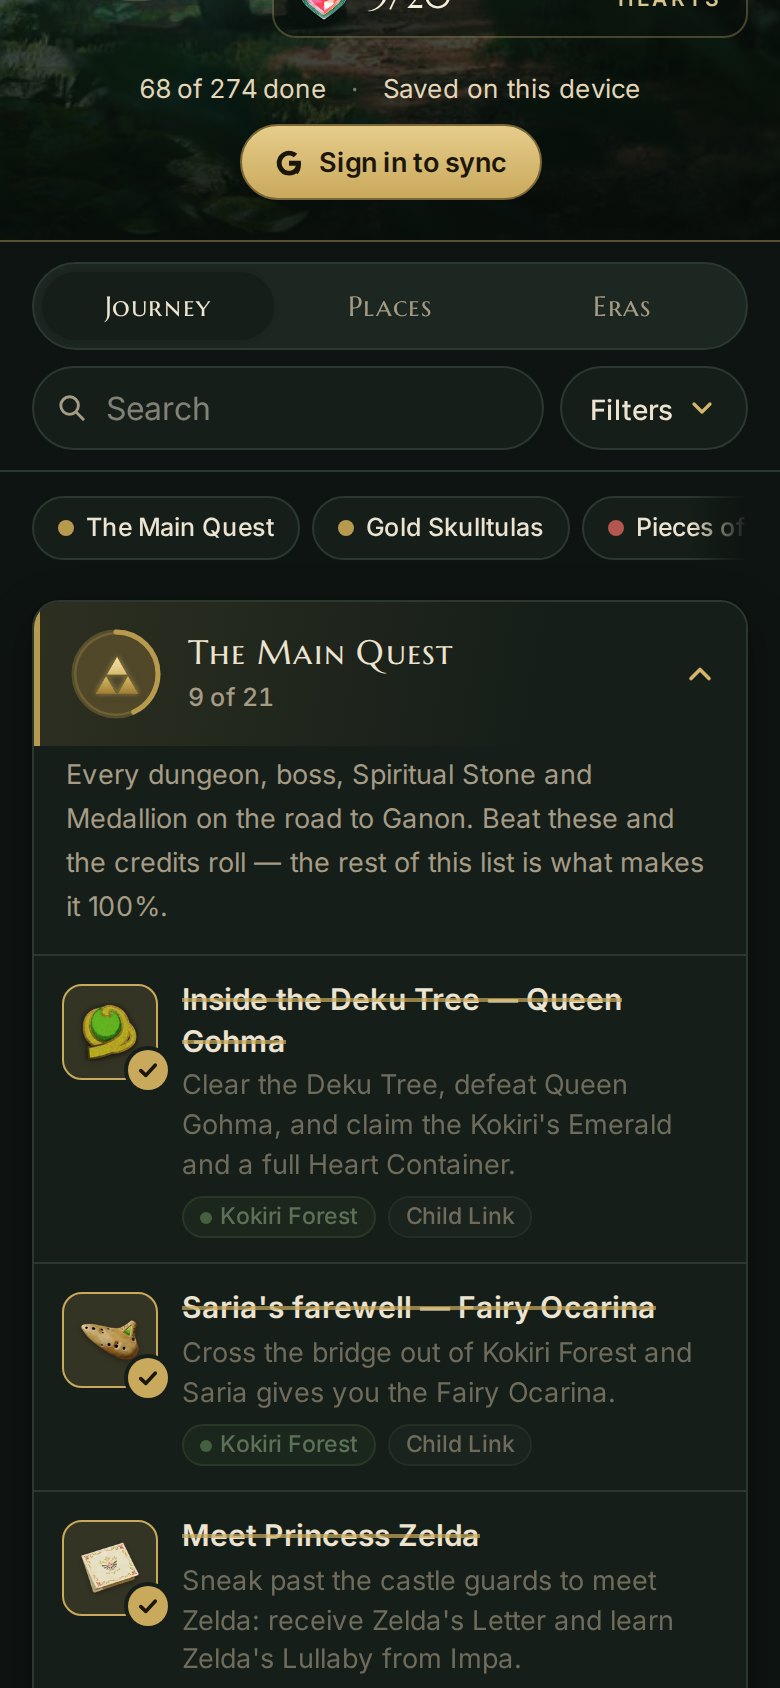 9/20 HEARTS
68 of 274 done · Saved on this device
Sign in to sync
Journey Places Eras
Search Filters
The Main Quest Gold Skulltulas Pieces of
The Main Quest
9 of 21
Every dungeon, boss, Spiritual Stone and
Medallion on the road to Ganon. Beat these and
the credits roll — the rest of this list is what makes
it 100%.
Inside the Deku Tree — Queen
Gohma
Clear the Deku Tree, defeat Queen
Gohma, and claim the Kokiri's Emerald
and a full Heart Container.
Kokiri Forest Child Link
Saria's farewell — Fairy Ocarina
Cross the bridge out of Kokiri Forest and
Saria gives you the Fairy Ocarina.
Kokiri Forest Child Link
Meet Princess Zelda
Sneak past the castle guards to meet
Zelda: receive Zelda's Letter and learn
Zelda's Lullaby from Impa.